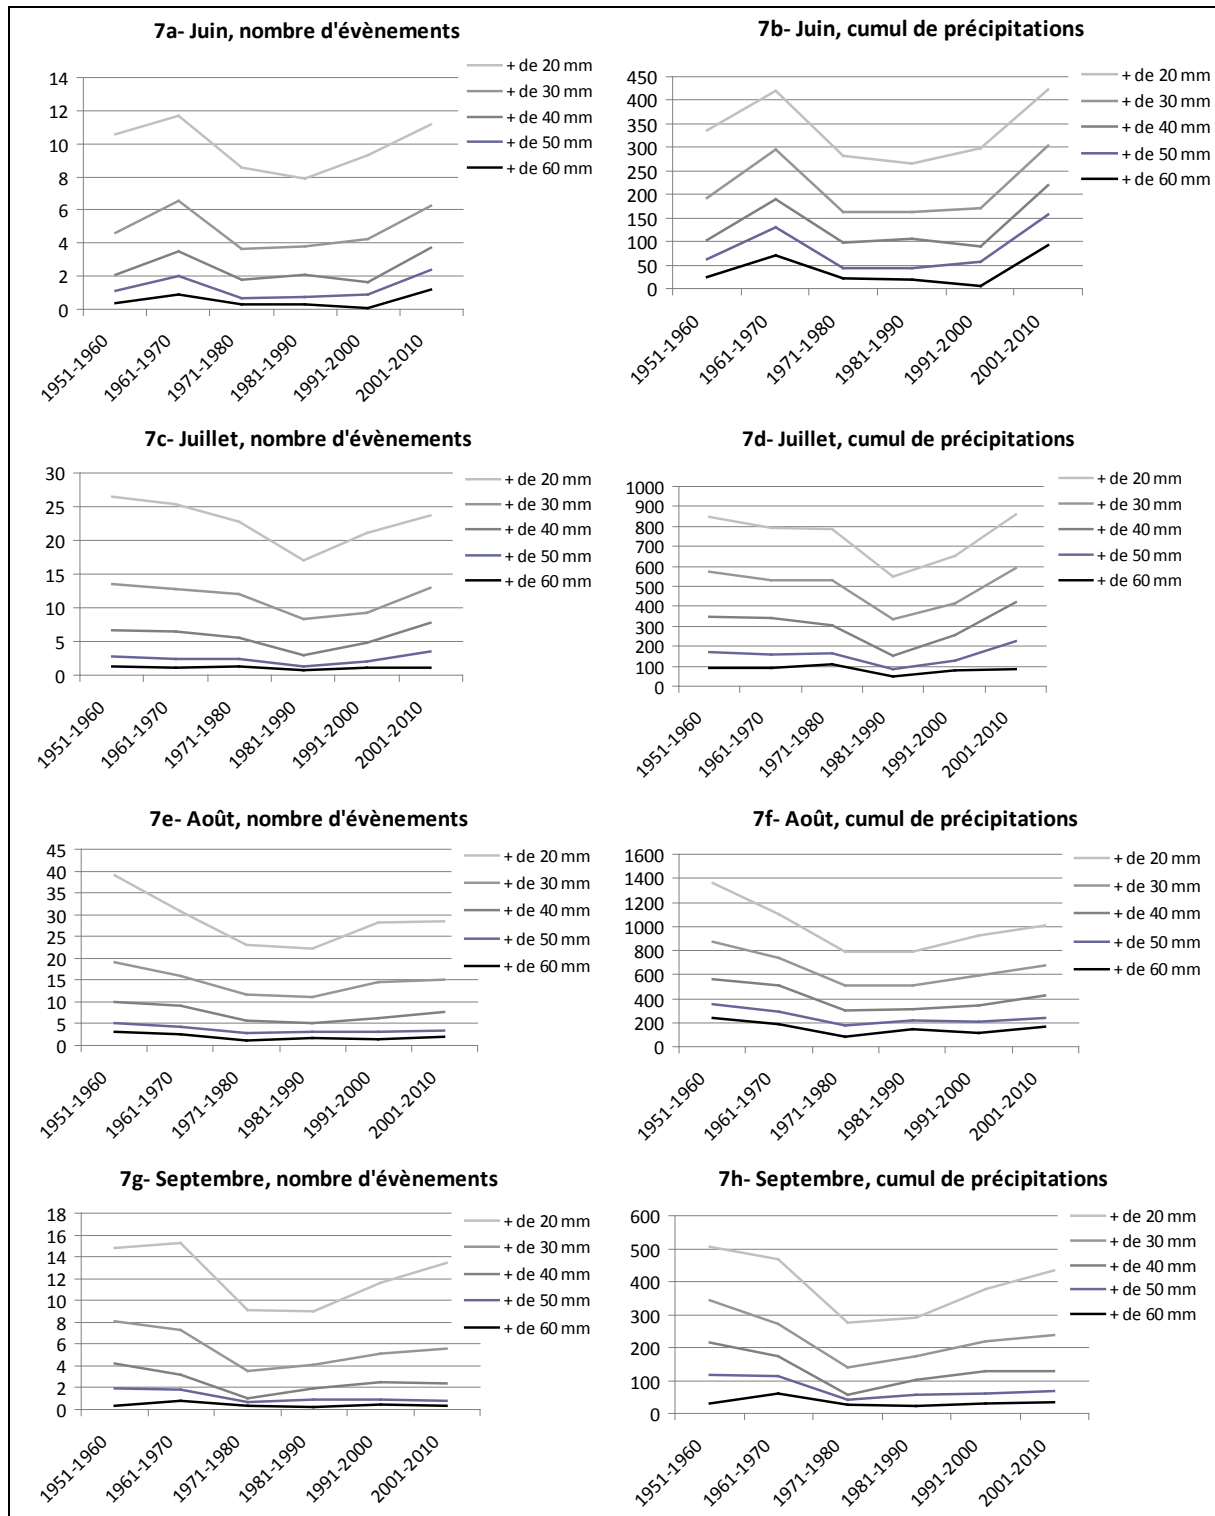 7a- Juin, nombre d'évènements
14
12
10
8
6
4
2
0
1951-1960
1961-1970
1971-1980
1981-1990
1991-2000
2001-2010
+ de 20 mm
+ de 30 mm
+ de 40 mm
+ de 50 mm
+ de 60 mm
7b- Juin, cumul de précipitations
450
400
350
300
250
200
150
100
50
0
1951-1960
1961-1970
1971-1980
1981-1990
1991-2000
2001-2010
+ de 20 mm
+ de 30 mm
+ de 40 mm
+ de 50 mm
+ de 60 mm
7c- Juillet, nombre d'évènements
30
25
20
15
10
5
0
1951-1960
1961-1970
1971-1980
1981-1990
1991-2000
2001-2010
+ de 20 mm
+ de 30 mm
+ de 40 mm
+ de 50 mm
+ de 60 mm
7d- Juillet, cumul de précipitations
1000
900
800
700
600
500
400
300
200
100
0
1951-1960
1961-1970
1971-1980
1981-1990
1991-2000
2001-2010
+ de 20 mm
+ de 30 mm
+ de 40 mm
+ de 50 mm
+ de 60 mm
7e- Août, nombre d'évènements
45
40
35
30
25
20
15
10
5
0
1951-1960
1961-1970
1971-1980
1981-1990
1991-2000
2001-2010
+ de 20 mm
+ de 30 mm
+ de 40 mm
+ de 50 mm
+ de 60 mm
7f- Août, cumul de précipitations
1600
1400
1200
1000
800
600
400
200
0
1951-1960
1961-1970
1971-1980
1981-1990
1991-2000
2001-2010
+ de 20 mm
+ de 30 mm
+ de 40 mm
+ de 50 mm
+ de 60 mm
7g- Septembre, nombre d'évènements
18
16
14
12
10
8
6
4
2
0
1951-1960
1961-1970
1971-1980
1981-1990
1991-2000
2001-2010
+ de 20 mm
+ de 30 mm
+ de 40 mm
+ de 50 mm
+ de 60 mm
7h- Septembre, cumul de précipitations
600
500
400
300
200
100
0
1951-1960
1961-1970
1971-1980
1981-1990
1991-2000
2001-2010
+ de 20 mm
+ de 30 mm
+ de 40 mm
+ de 50 mm
+ de 60 mm